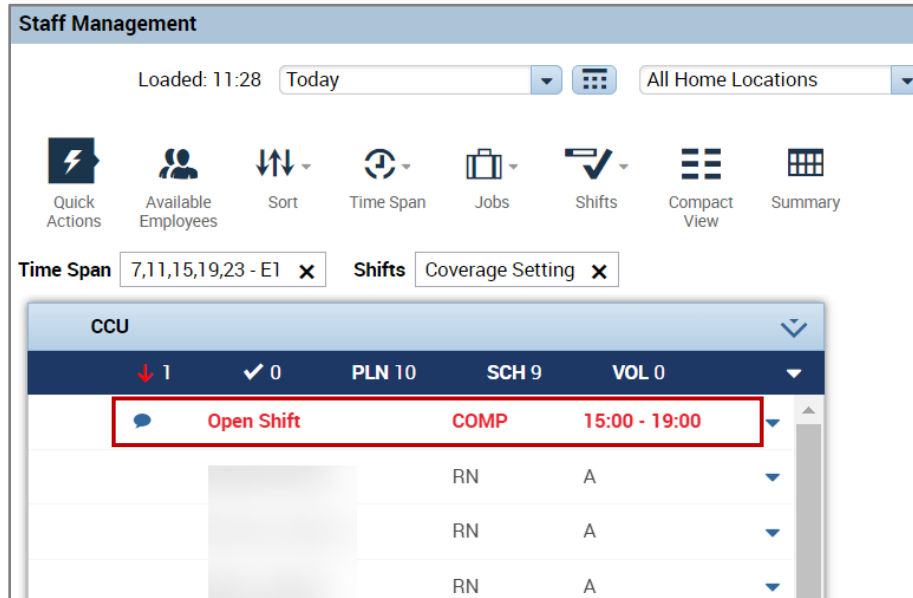 Staff Management
Loaded: 11:28 Today All Home Locations
Quick Actions Available Employees Sort Time Span Jobs Shifts Compact View Summary
Time Span 7,11,15,19,23 - E1 Shifts Coverage Setting
CCU
1 0 PLN 10 SCH 9 VOL 0
Open Shift COMP 15:00 - 19:00
RN A
RN A
RN A